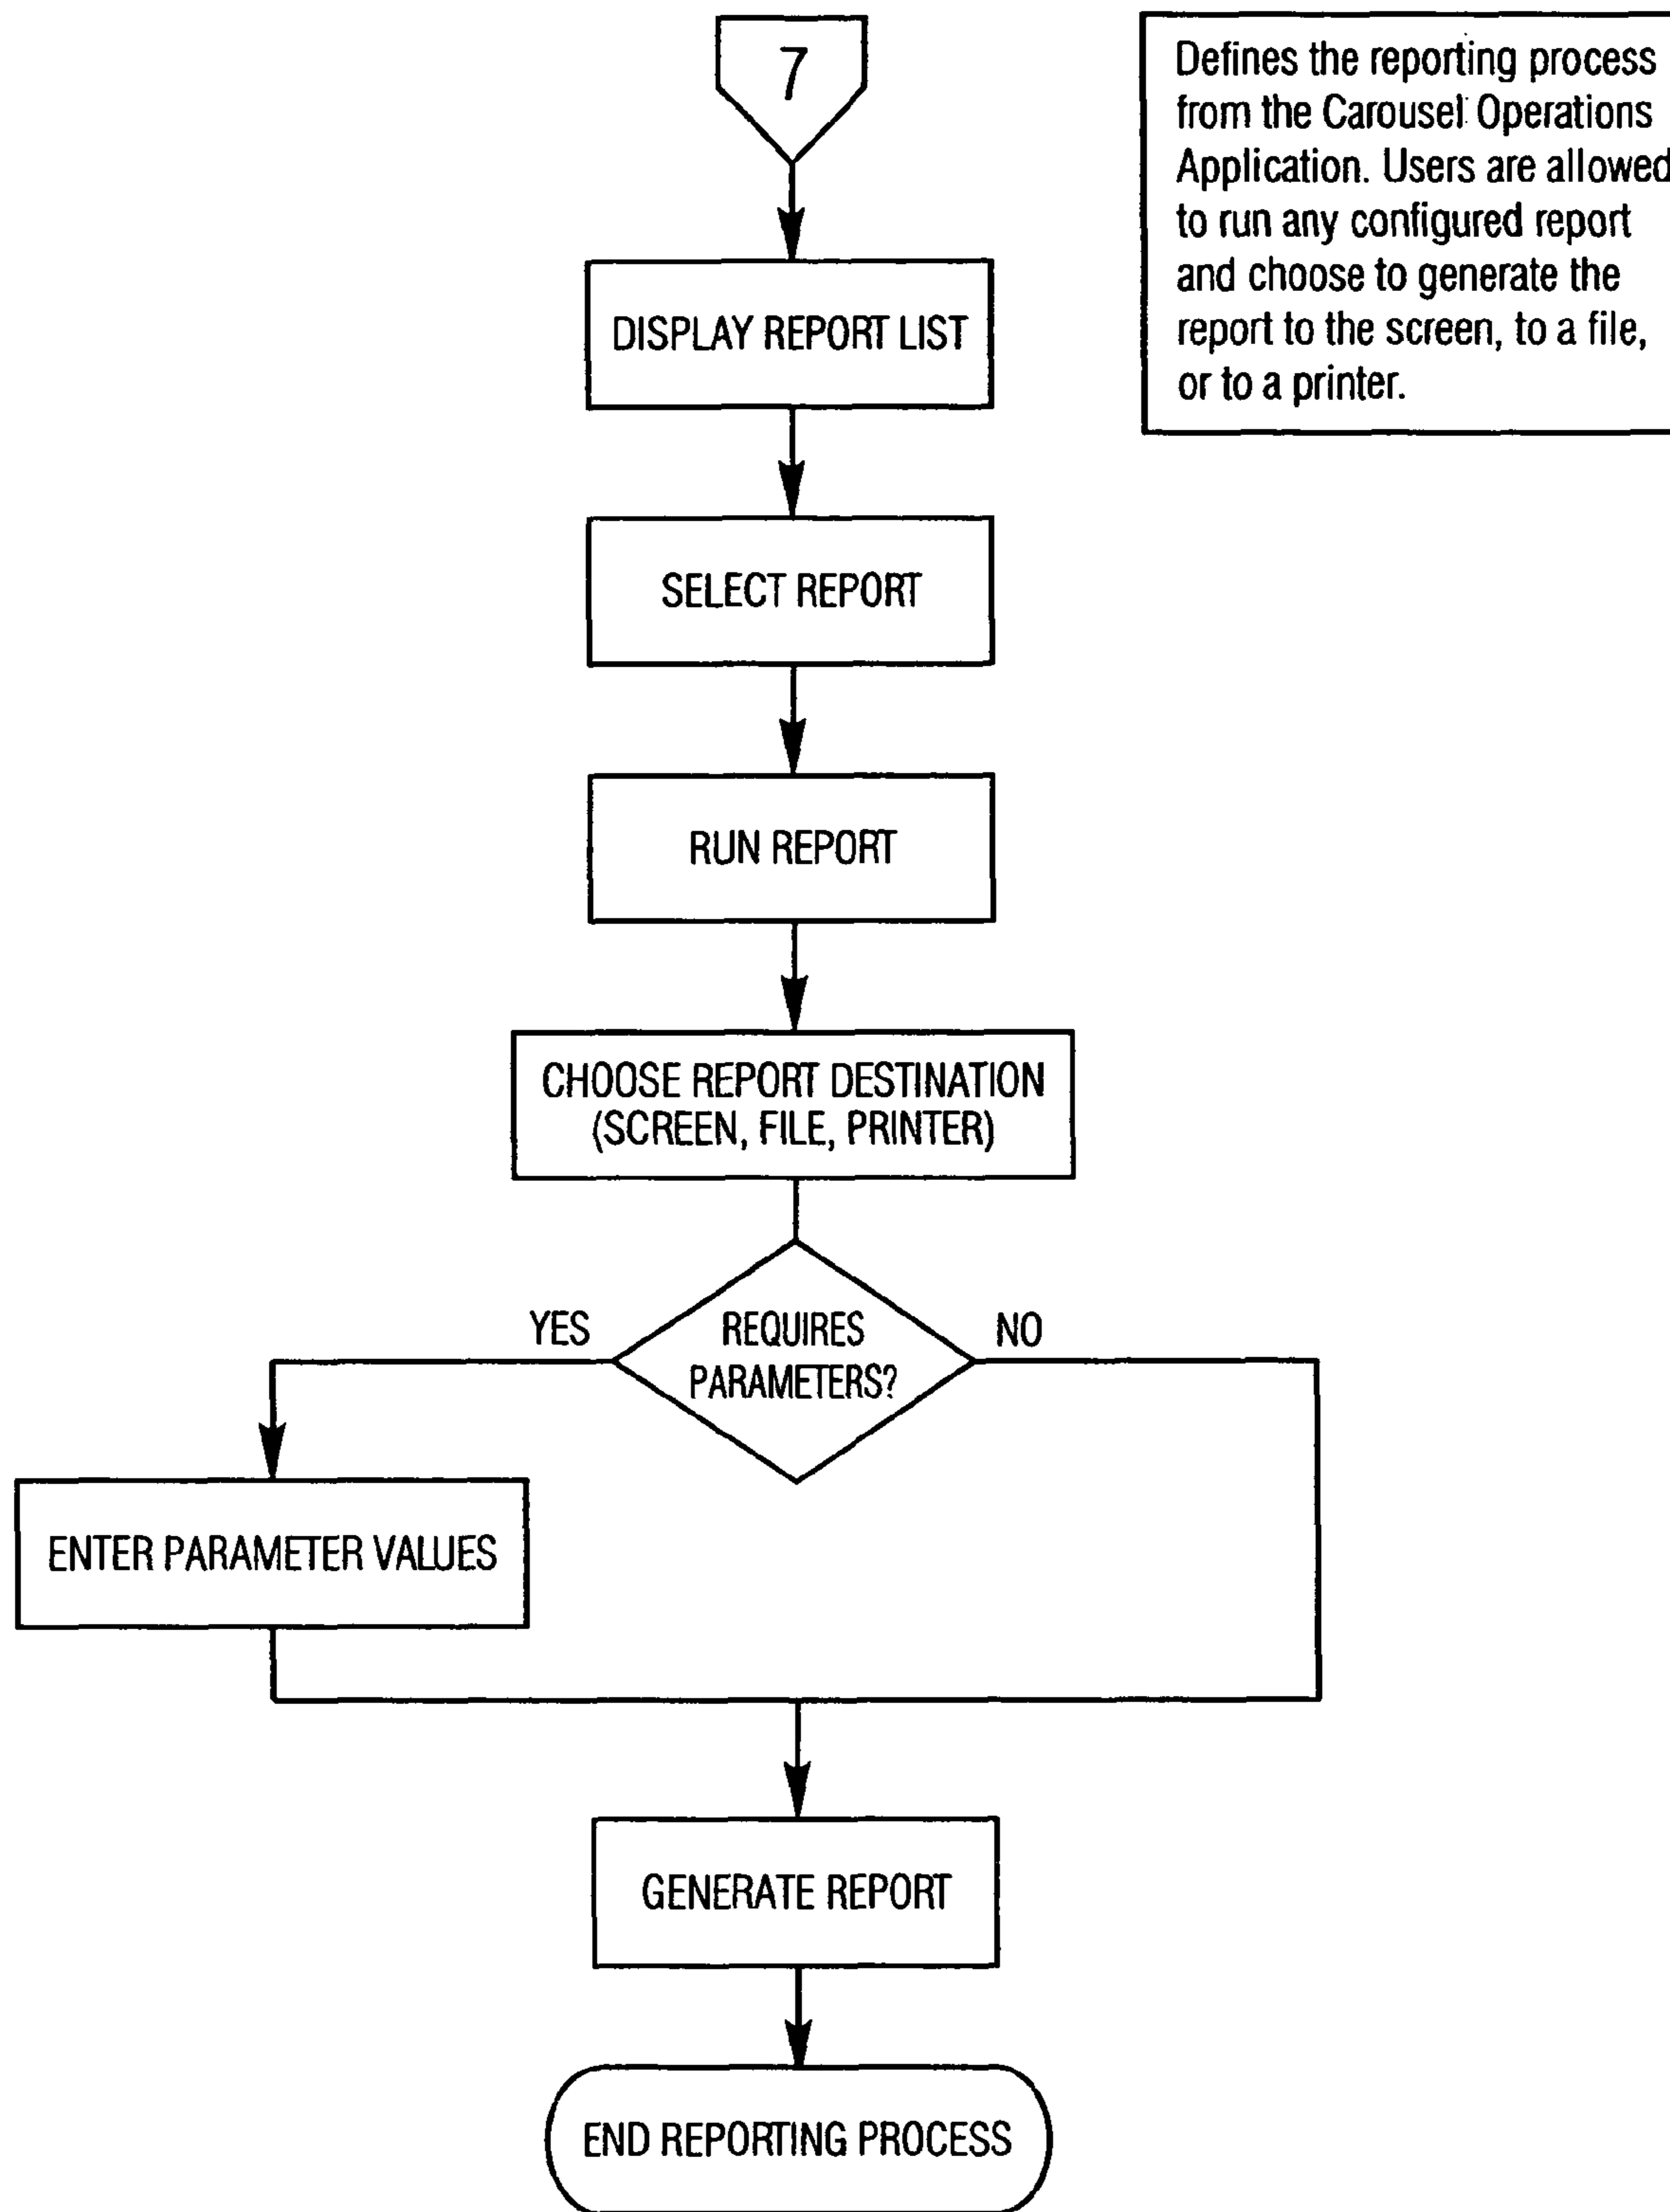 7
Defines the reporting process
from the Carousel Operations
Application. Users are allowed
to run any configured report
and choose to generate the
report to the screen, to a file,
or to a printer.
DISPLAY REPORT LIST
SELECT REPORT
RUN REPORT
CHOOSE REPORT DESTINATION
(SCREEN, FILE, PRINTER)
YES
REQUIRES
PARAMETERS?
NO
ENTER PARAMETER VALUES
GENERATE REPORT
END REPORTING PROCESS